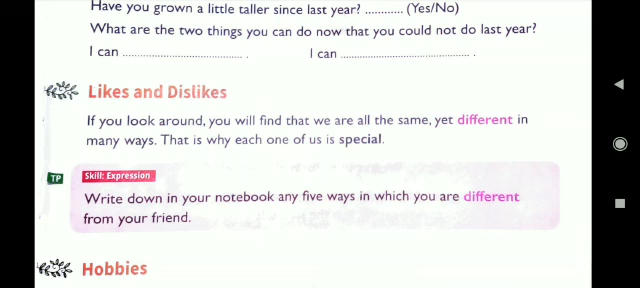 Have you grown a little taller since last year? ............ (Yes/No)
What are the two things you can do now that you could not do last year?
I can ........................................ . I can ........................................... .
Likes and Dislikes
If you look around, you will find that we are all the same, yet different in
many ways. That is why each one of us is special.
TP
Skill: Expression
Write down in your notebook any five ways in which you are different
from your friend.
Hobbies